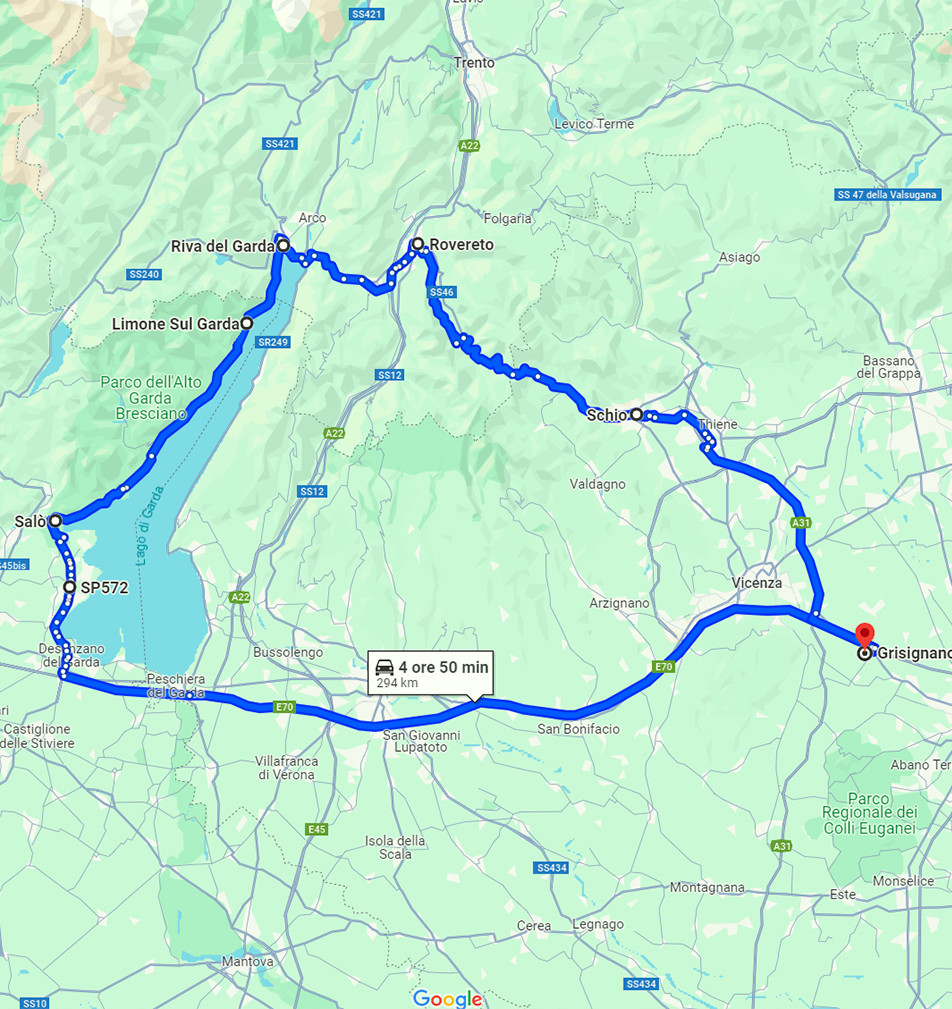 SS421
Lavis
Trento
Levico Terme
SS421
A22
SS 47 della Valsugana
Arco
Folgaria
Riva del Garda
Rovereto
Asiago
SS240
SS46
Limone Sul Garda
SR249
Bassano
del Grappa
Parco dell'Alto
Garda
Bresciano
SS12
Schio
Thiene
A22
Valdagno
SS12
Lago di Garda
Salò
A31
S45bis
SP572
Vicenza
A22
Arzignano
Desenzano
del Garda
Bussolengo
4 ore 50 min
294 km
E70
Grisignano
Peschiera
del Garda
E70
San Bonifacio
Castiglione
delle Stiviere
San Giovanni
Lupatoto
Villafranca
di Verona
Abano Ter
Parco
Regionale dei
Colli Euganei
E45
Isola della
Scala
A31
SS434
Montagnana
Monselice
Este
Cerea
Legnago
Mantova
SS434
SS10
Google